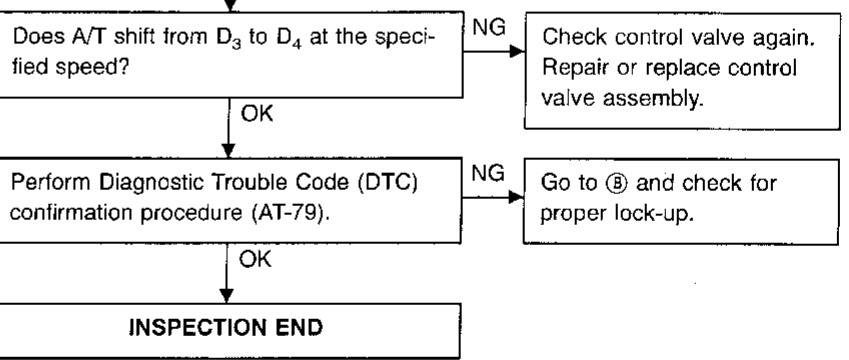 Does A/T shift from D₃ to D₄ at the speci-
fied speed?
NG
Check control valve again.
Repair or replace control
valve assembly.
OK
Perform Diagnostic Trouble Code (DTC)
confirmation procedure (AT-79).
NG
Go to Ⓑ and check for
proper lock-up.
OK
INSPECTION END